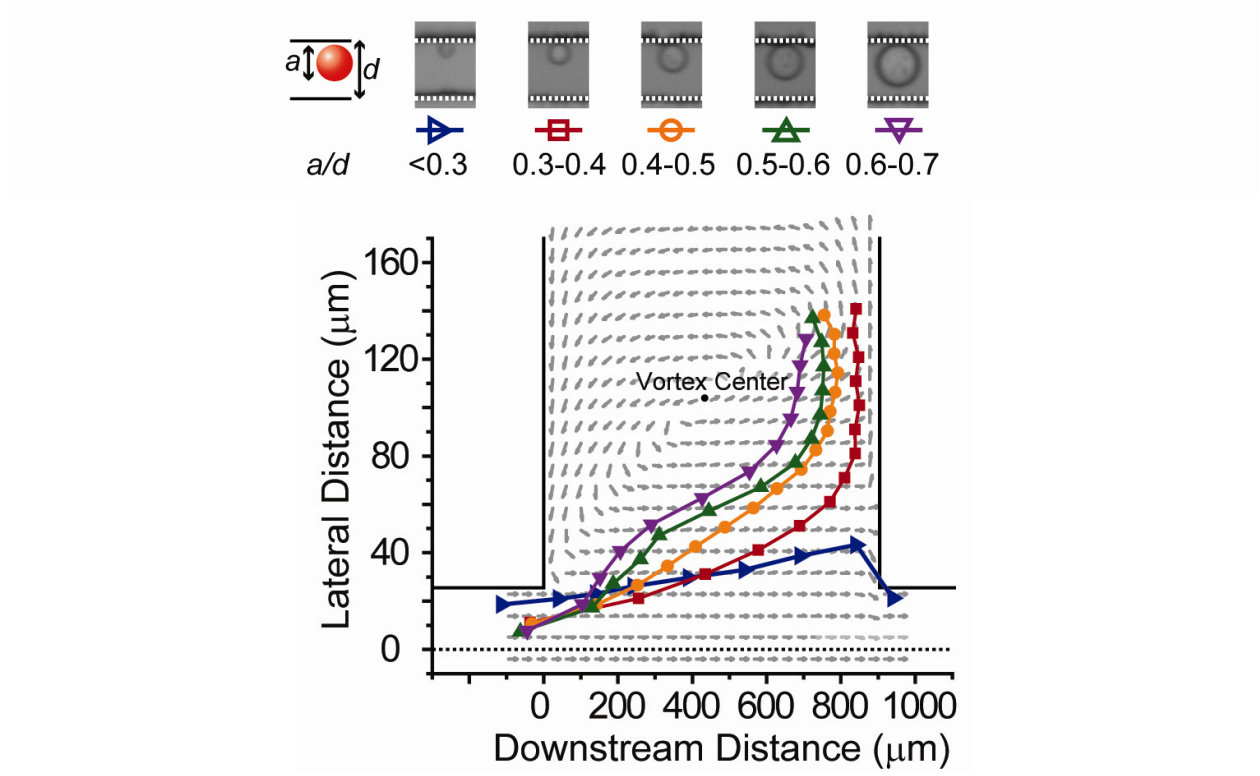 a
d
a/d
<0.3
0.3-0.4
0.4-0.5
0.5-0.6
0.6-0.7
Lateral Distance (μm)
160
120
80
40
0
Vortex Center
0 200 400 600 800 1000
Downstream Distance (μm)